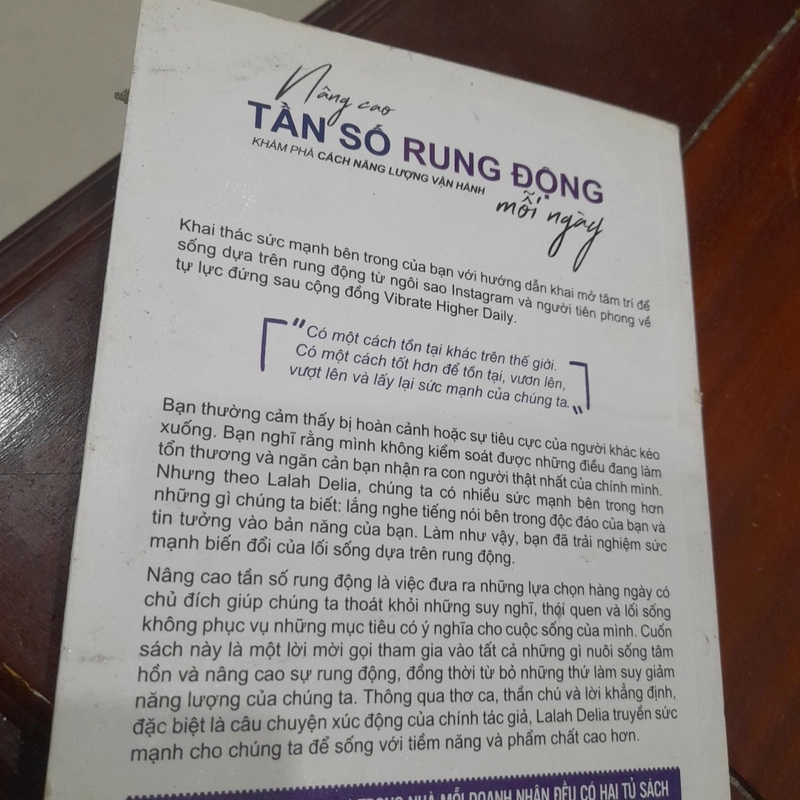 Nâng cao
TẦN SỐ RUNG ĐỘNG
KHÁM PHÁ CÁCH NĂNG LƯỢNG VẬN HÀNH
mỗi ngày
Khai thác sức mạnh bên trong của bạn với hướng dẫn khai mở tâm trí để
sống dựa trên rung động từ ngôi sao Instagram và người tiên phong về
tự lực đứng sau cộng đồng Vibrate Higher Daily.
"Có một cách tồn tại khác trên thế giới.
Có một cách tốt hơn để tồn tại, vươn lên,
vượt lên và lấy lại sức mạnh của chúng ta."
Bạn thường cảm thấy bị hoàn cảnh hoặc sự tiêu cực của người khác kéo
xuống. Bạn nghĩ rằng mình không kiểm soát được những điều đang làm
tổn thương và ngăn cản bạn nhận ra con người thật nhất của chính mình.
Nhưng theo Lalah Delia, chúng ta có nhiều sức mạnh bên trong hơn
những gì chúng ta biết: lắng nghe tiếng nói bên trong độc đáo của bạn và
tin tưởng vào bản năng của bạn. Làm như vậy, bạn đã trải nghiệm sức
mạnh biến đổi của lối sống dựa trên rung động.
Nâng cao tần số rung động là việc đưa ra những lựa chọn hàng ngày có
chủ đích giúp chúng ta thoát khỏi những suy nghĩ, thói quen và lối sống
không phục vụ những mục tiêu có ý nghĩa cho cuộc sống của mình. Cuốn
sách này là một lời mời gọi tham gia vào tất cả những gì nuôi sống tâm
hồn và nâng cao sự rung động, đồng thời từ bỏ những thứ làm suy giảm
năng lượng của chúng ta. Thông qua thơ ca, thần chú và lời khẳng định,
đặc biệt là câu chuyện xúc động của chính tác giả, Lalah Delia truyền sức
mạnh cho chúng ta để sống với tiềm năng và phẩm chất cao hơn.
TRONG NHÀ MỖI DOANH NHÂN ĐỀU CÓ HAI TỦ SÁCH